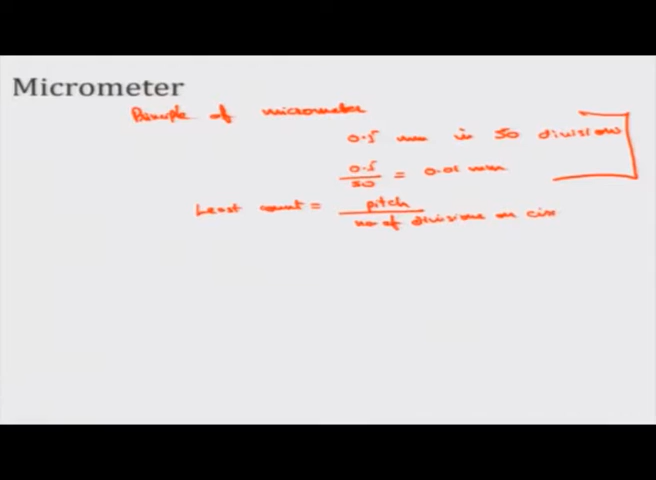 Micrometer
Principle of micrometer
0.5 mm in 50 divisions
0.5
50
= 0.01 mm
Least count =
pitch
no of divisions on cir